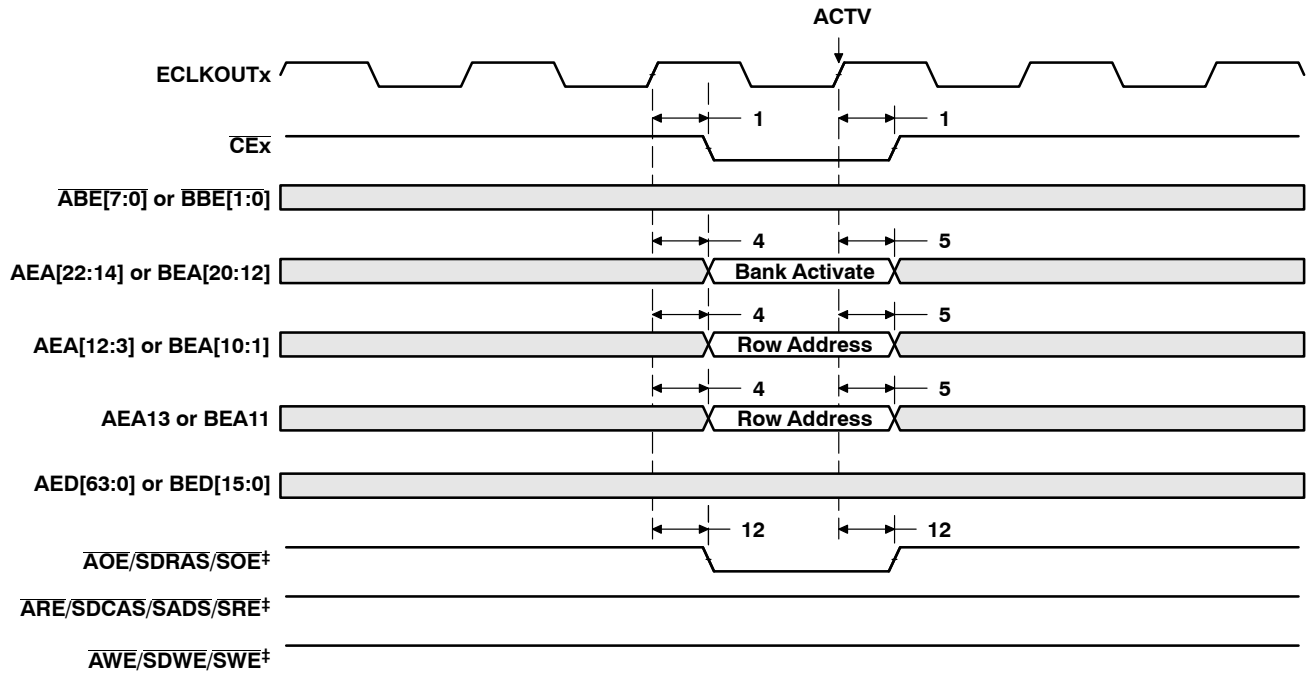 ACTV
ECLKOUTx
1 1
CEx
ABE[7:0] or BBE[1:0]
4 5
AEA[22:14] or BEA[20:12] Bank Activate
4 5
AEA[12:3] or BEA[10:1] Row Address
4 5
AEA13 or BEA11 Row Address
AED[63:0] or BED[15:0]
12 12
AOE/SDRAS/SOE‡
ARE/SDCAS/SADS/SRE‡
AWE/SDWE/SWE‡